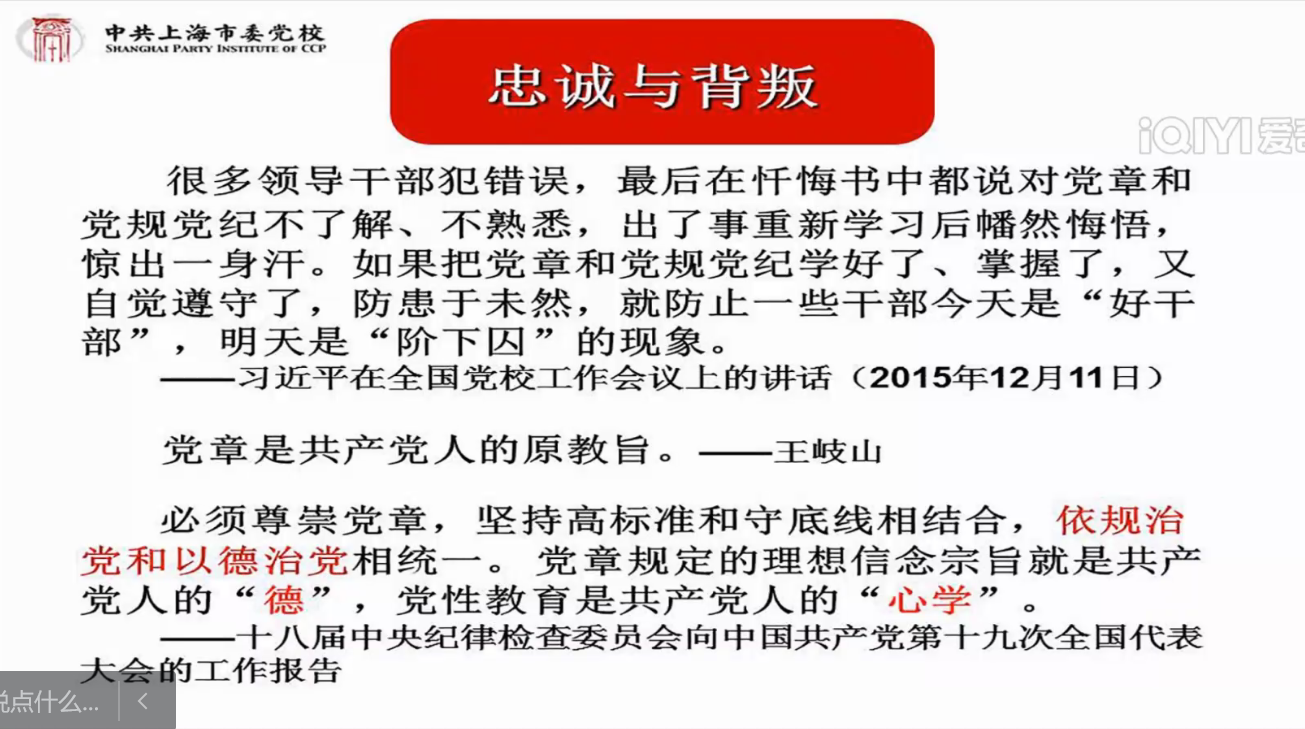 中共上海市委党校
SHANGHAI PARTY INSTITUTE OF CCP
忠诚与背叛
iQIYI爱奇
很多领导干部犯错误，最后在忏悔书中都说对党章和
党规党纪不了解、不熟悉，出了事重新学习后幡然悔悟，
惊出一身汗。如果把党章和党规党纪学好了、掌握了，又
自觉遵守了，防患于未然，就防止一些干部今天是“好干
部”，明天是“阶下囚”的现象。
——习近平在全国党校工作会议上的讲话（2015年12月11日）
党章是共产党人的原教旨。——王岐山
必须尊崇党章，坚持高标准和守底线相结合，依规治
党和以德治党相统一。党章规定的理想信念宗旨就是共产
党人的“德”，党性教育是共产党人的“心学”。
——十八届中央纪律检查委员会向中国共产党第十九次全国代表
大会的工作报告
说点什么...